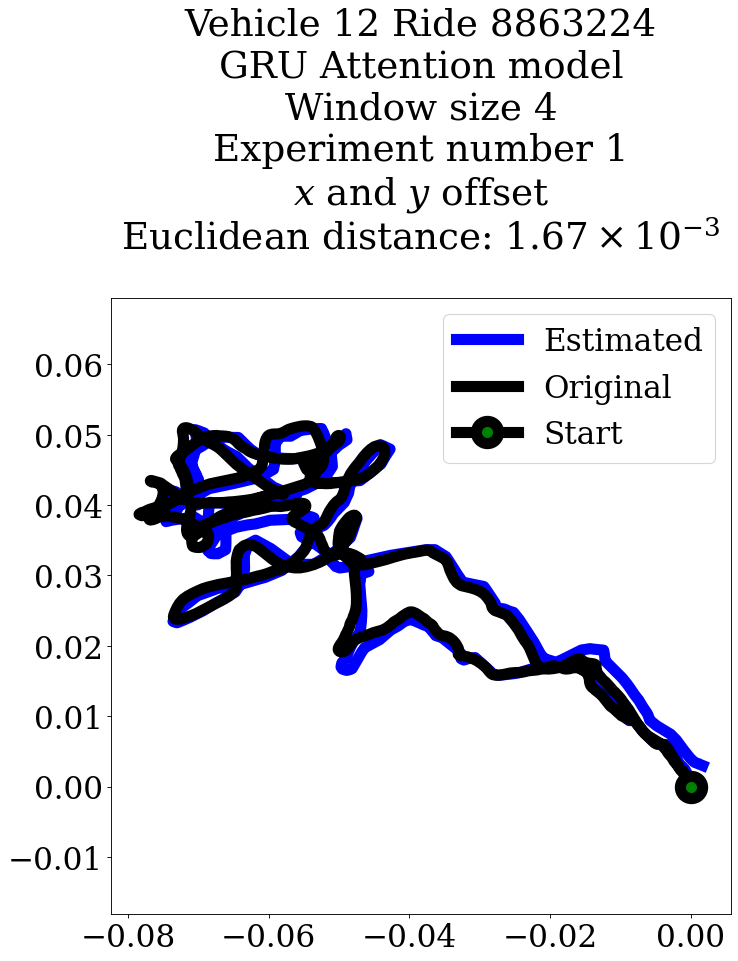 Vehicle 12 Ride 8863224
GRU Attention model
Window size 4
Experiment number 1
x and y offset
Euclidean distance: 1.67 × 10⁻³
Estimated
Original
Start
0.06
0.05
0.04
0.03
0.02
0.01
0.00
−0.01
−0.08 −0.06 −0.04 −0.02 0.00